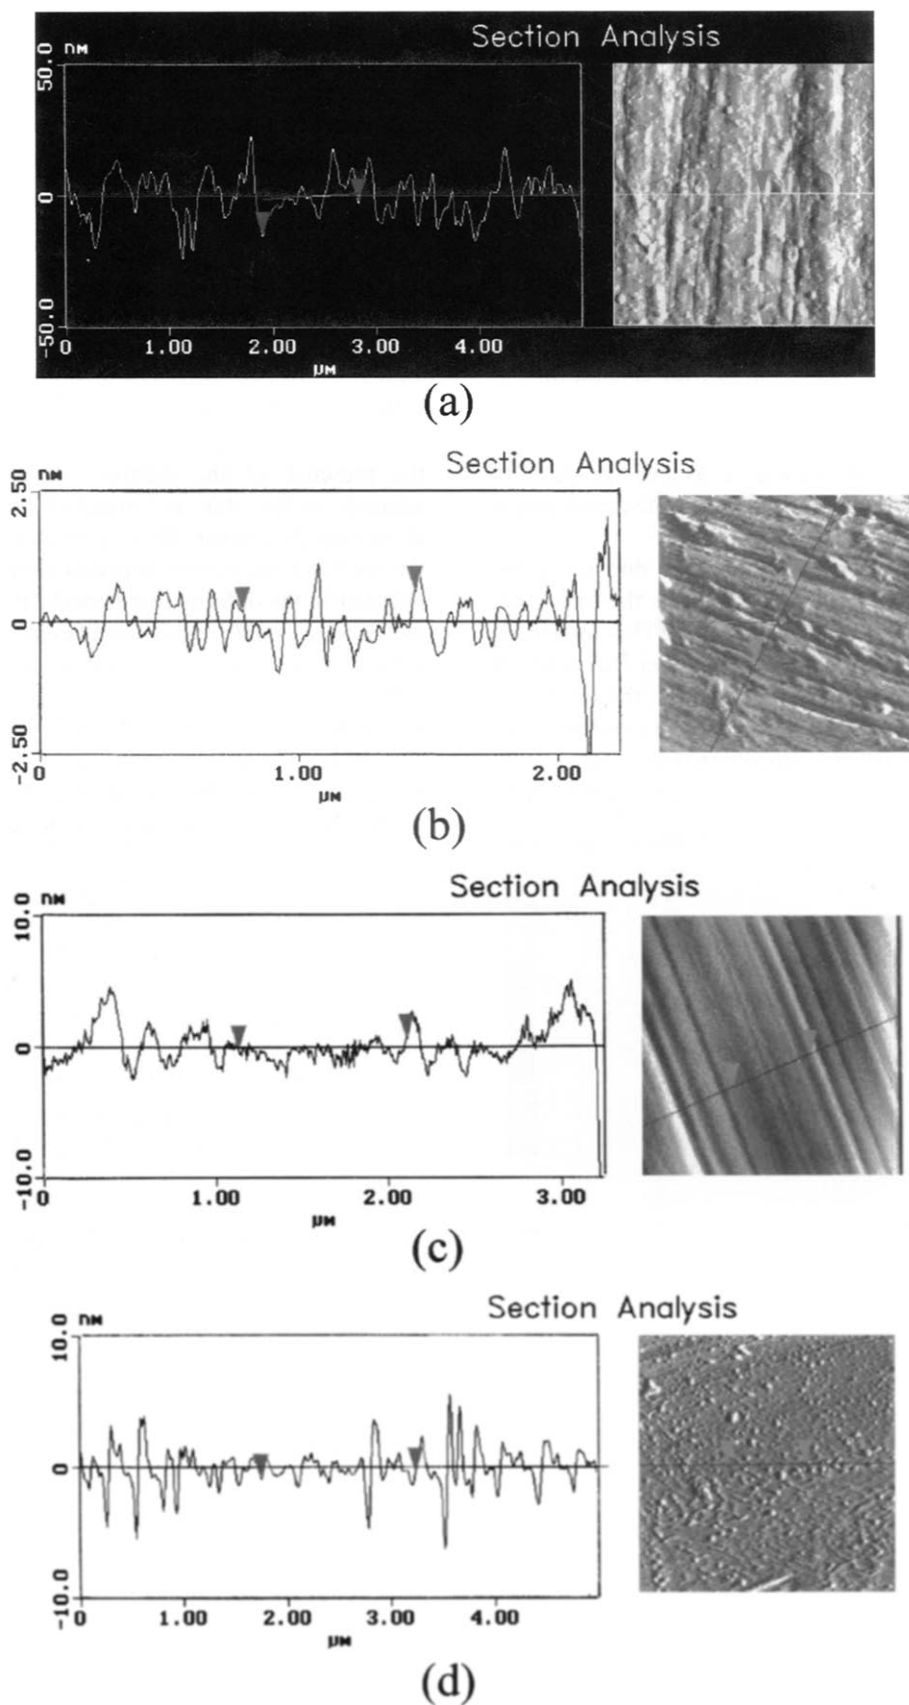 Section Analysis
nM
50.0
0
-50.0
0 1.00 2.00 3.00 4.00
μM
(a)
Section Analysis
nM
2.50
0
-2.50
0 1.00 2.00
μM
(b)
Section Analysis
nM
10.0
0
-10.0
0 1.00 2.00 3.00
μM
(c)
Section Analysis
nM
10.0
0
-10.0
0 1.00 2.00 3.00 4.00
μM
(d)